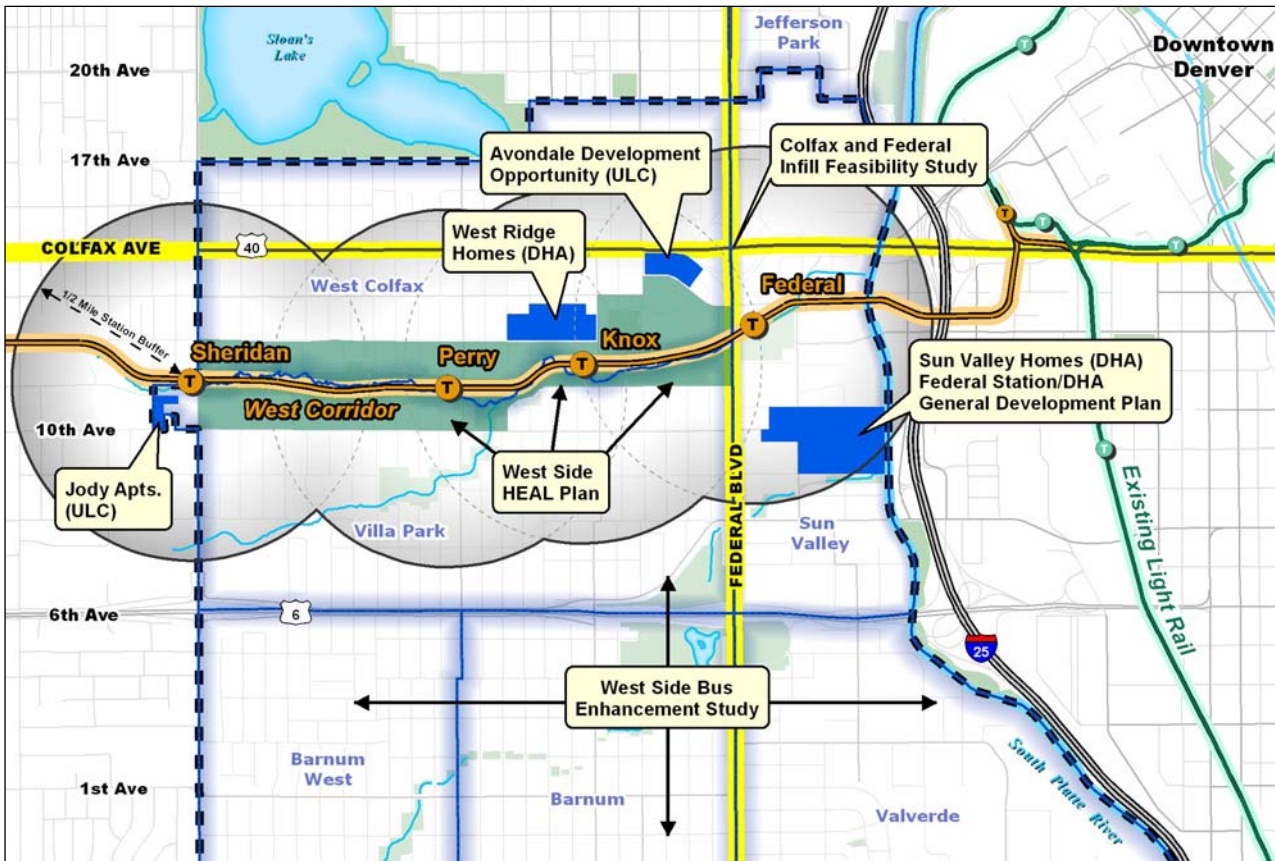 Sloan's
Lake
Jefferson
Park
20th Ave
Downtown
Denver
T
17th Ave
Avondale Development
Opportunity (ULC)
Colfax and Federal
Infill Feasibility Study
T
T
T
COLFAX AVE
40
West Ridge
Homes (DHA)
West Colfax
Federal
1/2 Mile Station Buffer
T
Sheridan
Perry
Knox
T
T
T
West Corridor
Sun Valley Homes (DHA)
Federal Station/DHA
General Development Plan
10th Ave
T
Jody Apts.
(ULC)
West Side
HEAL Plan
Existing Light Rail
Villa Park
Sun
Valley
FEDERAL BLVD
6th Ave
6
25
West Side Bus
Enhancement Study
South Platte River
Barnum
West
1st Ave
Barnum
Valverde